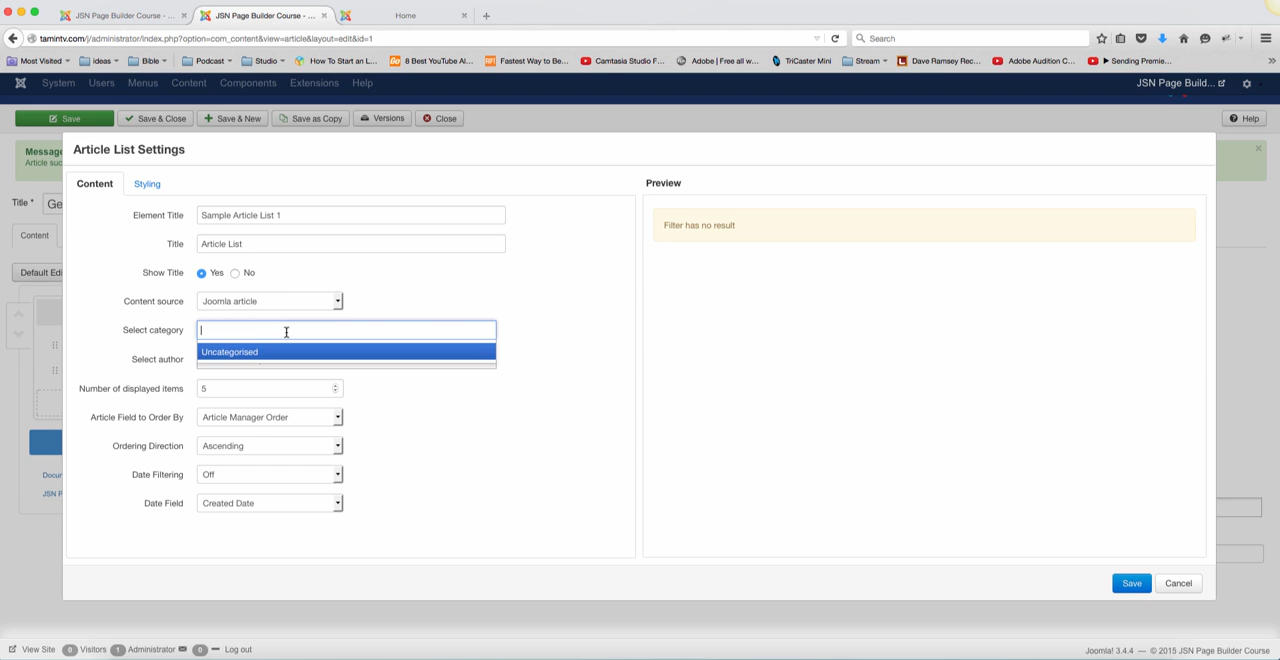 JSN Page Builder Course - ... × JSN Page Builder Course - ... × Home × +
tamintv.com/j/administrator/index.php?option=com_content&view=article&layout=edit&id=1 Search
Most Visited ideas Bible Podcast Studio How To Start an L... 8 Best YouTube Al... Fastest Way to Be... Camtasia Studio F... Adobe | Free all w... TriCaster Mini Stream Dave Ramsey Rec... Adobe Audition C... Sending Premie...
System Users Menus Content Components Extensions Help JSN Page Build...
Save Save & Close Save & New Save as Copy Versions Close Help
Message
Article suc
Title * Ge
Content
Default Edi
Docur
JSN P
Article List Settings
Content Styling
Element Title Sample Article List 1
Title Article List
Show Title Yes No
Content source Joomla article
Select category
Uncategorised
Select author
Number of displayed items 5
Article Field to Order By Article Manager Order
Ordering Direction Ascending
Date Filtering Off
Date Field Created Date
Preview
Filter has no result
Save Cancel
View Site 0 Visitors 1 Administrator 0 Log out Joomla! 3.4.4 — © 2015 JSN Page Builder Course